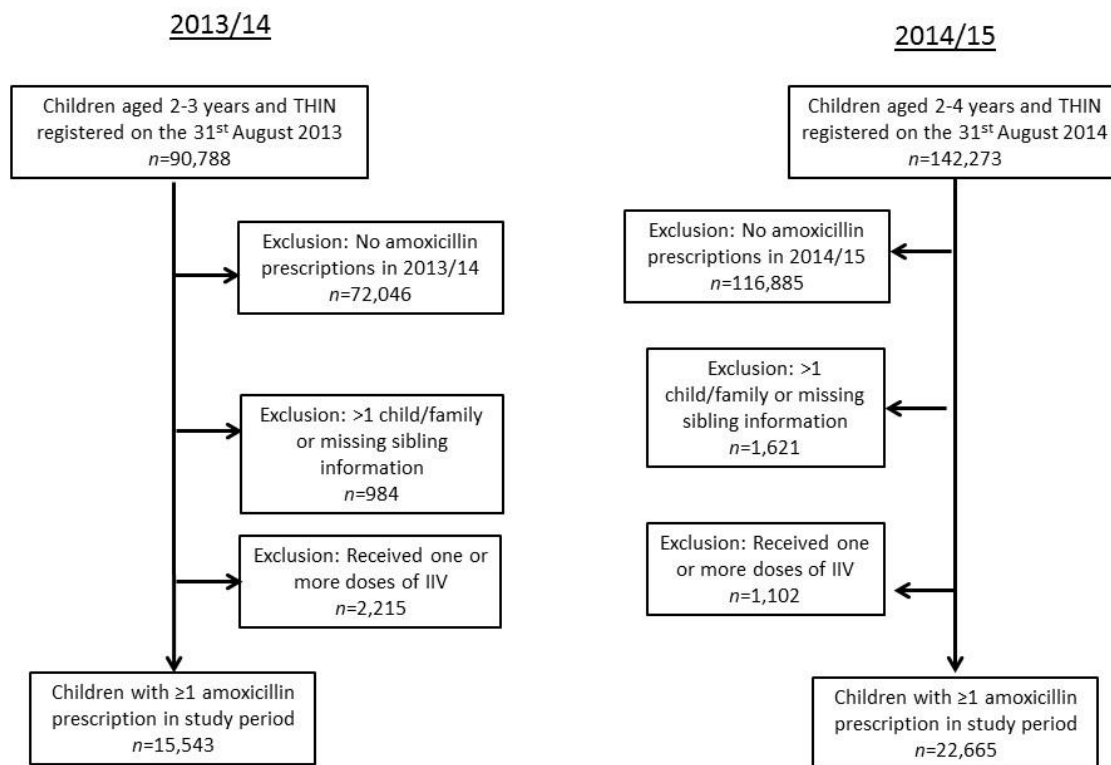 2013/14
Children aged 2-3 years and THIN
registered on the 31st August 2013
n=90,788
Exclusion: No amoxicillin
prescriptions in 2013/14
n=72,046
Exclusion: >1 child/family
or missing sibling
information
n=984
Exclusion: Received one or
more doses of IIV
n=2,215
Children with ≥1 amoxicillin
prescription in study period
n=15,543
2014/15
Children aged 2-4 years and THIN
registered on the 31st August 2014
n=142,273
Exclusion: No amoxicillin
prescriptions in 2014/15
n=116,885
Exclusion: >1
child/family or missing
sibling information
n=1,621
Exclusion: Received one
or more doses of IIV
n=1,102
Children with ≥1 amoxicillin
prescription in study period
n=22,665